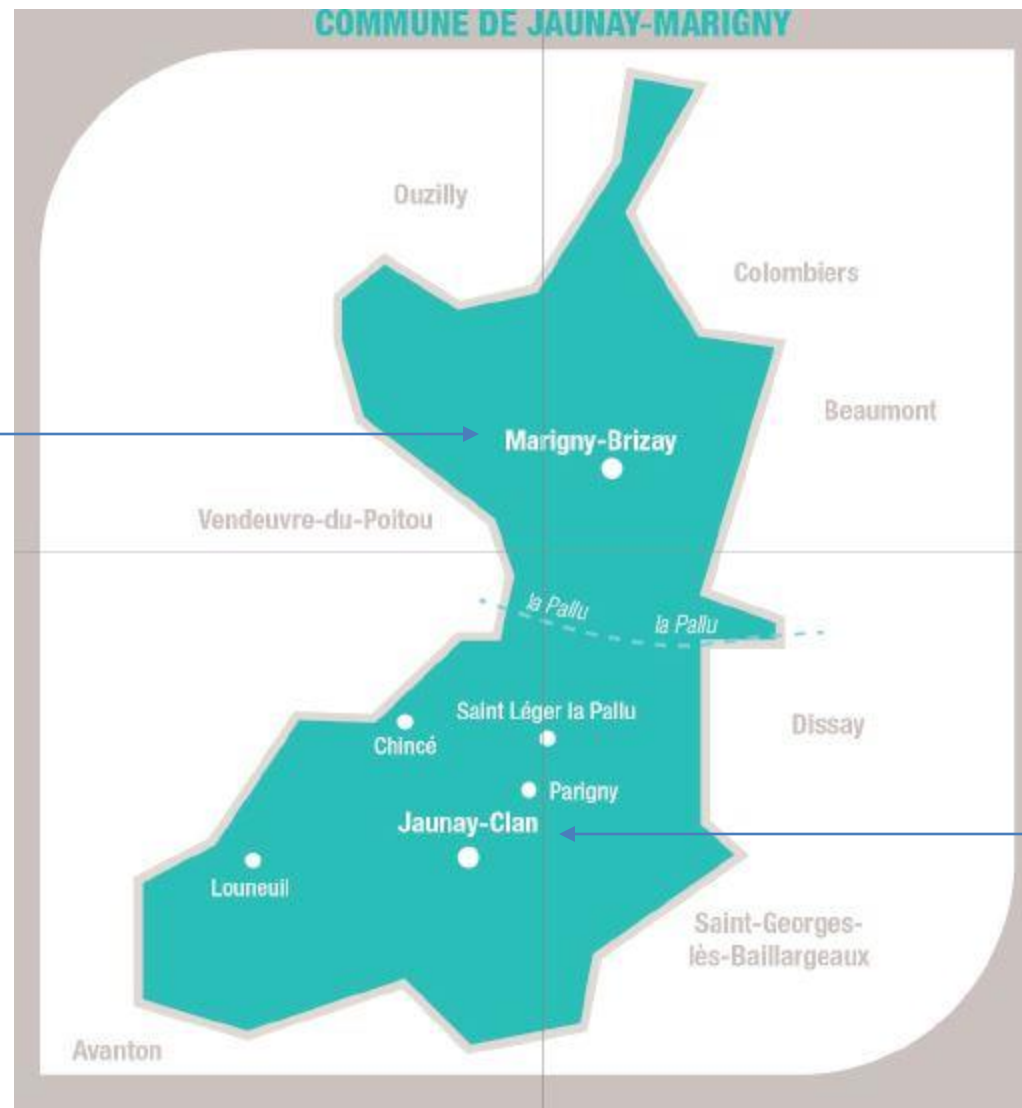 COMMUNE DE JAUNAY-MARIGNY
Ouzilly
Colombiers
Beaumont
Marigny-Brizay
Vendeuvre-du-Poitou
la Pallu
la Pallu
Saint Léger la Pallu
Dissay
Chincé
Parigny
Jaunay-Clan
Louneuil
Saint-Georges-
lès-Baillargeaux
Avanton